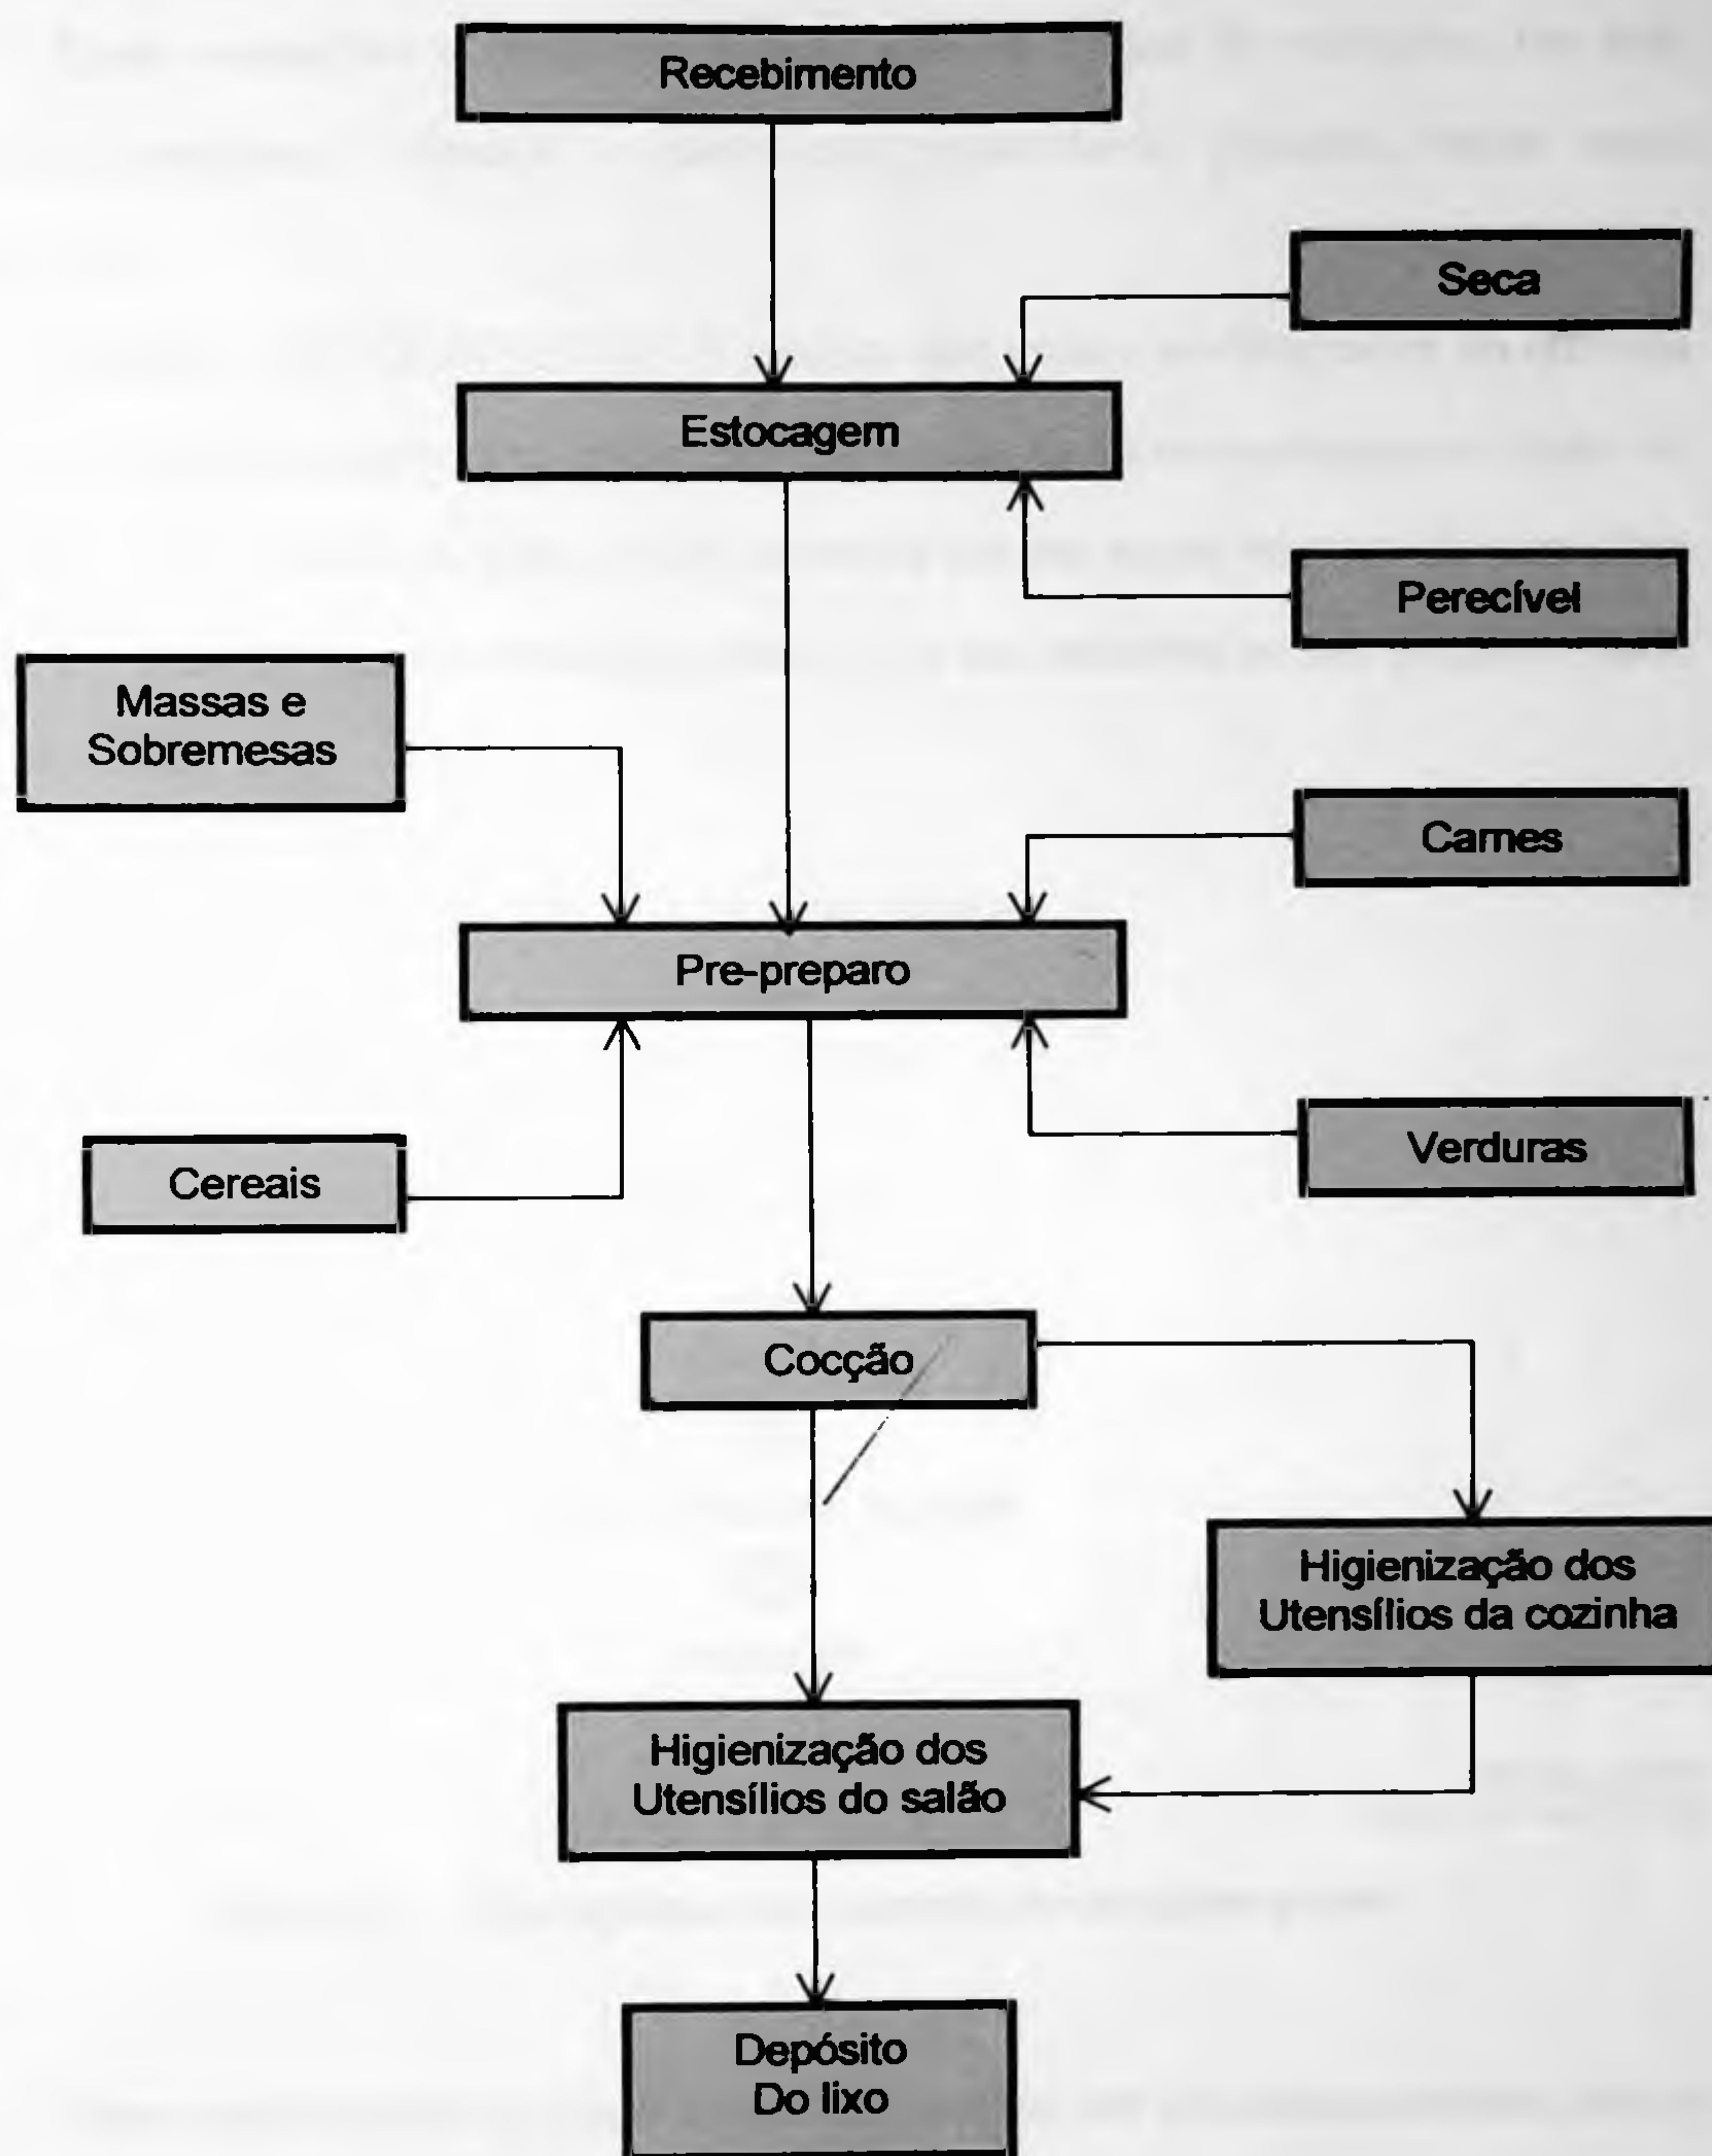 Recebimento
Seca
Estocagem
Perecível
Massas e
Sobremesas
Carnes
Pre-preparo
Cereais
Verduras
Cocção
Higienização dos
Utensílios da cozinha
Higienização dos
Utensílios do salão
Depósito
Do lixo